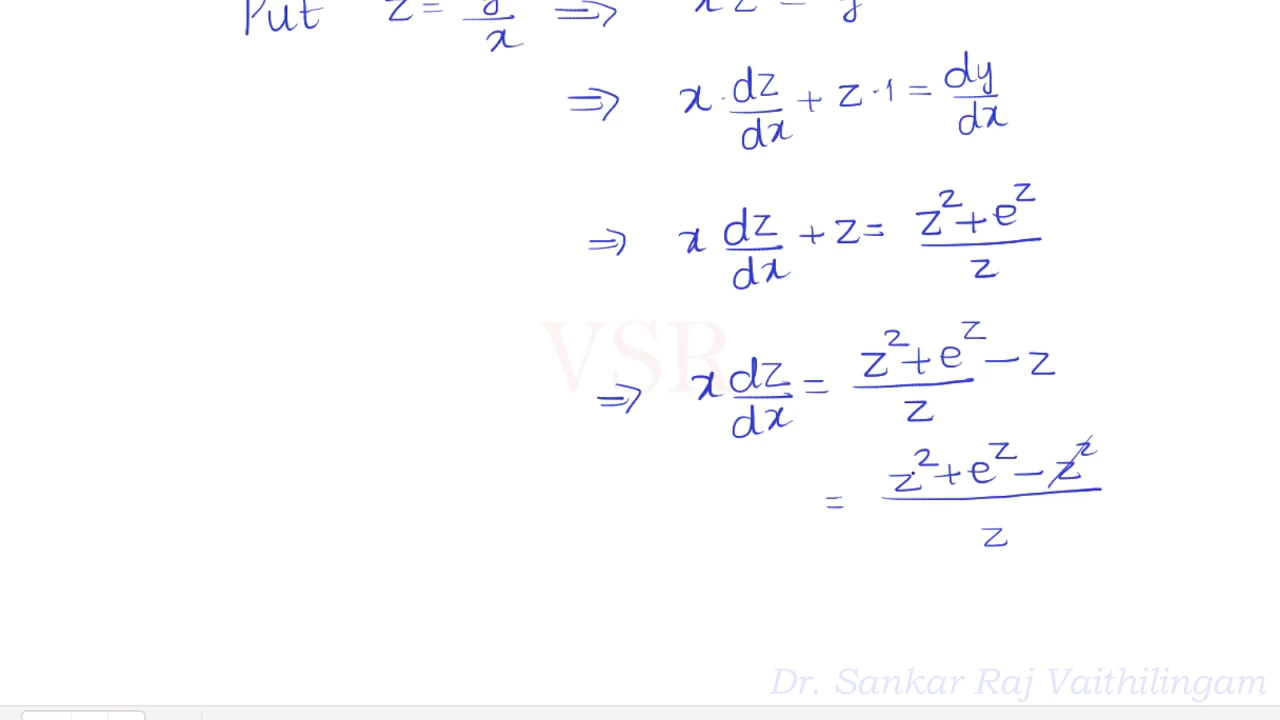 Put z = y/x ⇒ xz = y
⇒ x · dz/dx + z · 1 = dy/dx
⇒ x dz/dx + z = (z² + e^z)/z
⇒ x dz/dx = (z² + e^z)/z − z
= (z² + e^z − z²)/z
VSR
Dr. Sankar Raj Vaithilingam